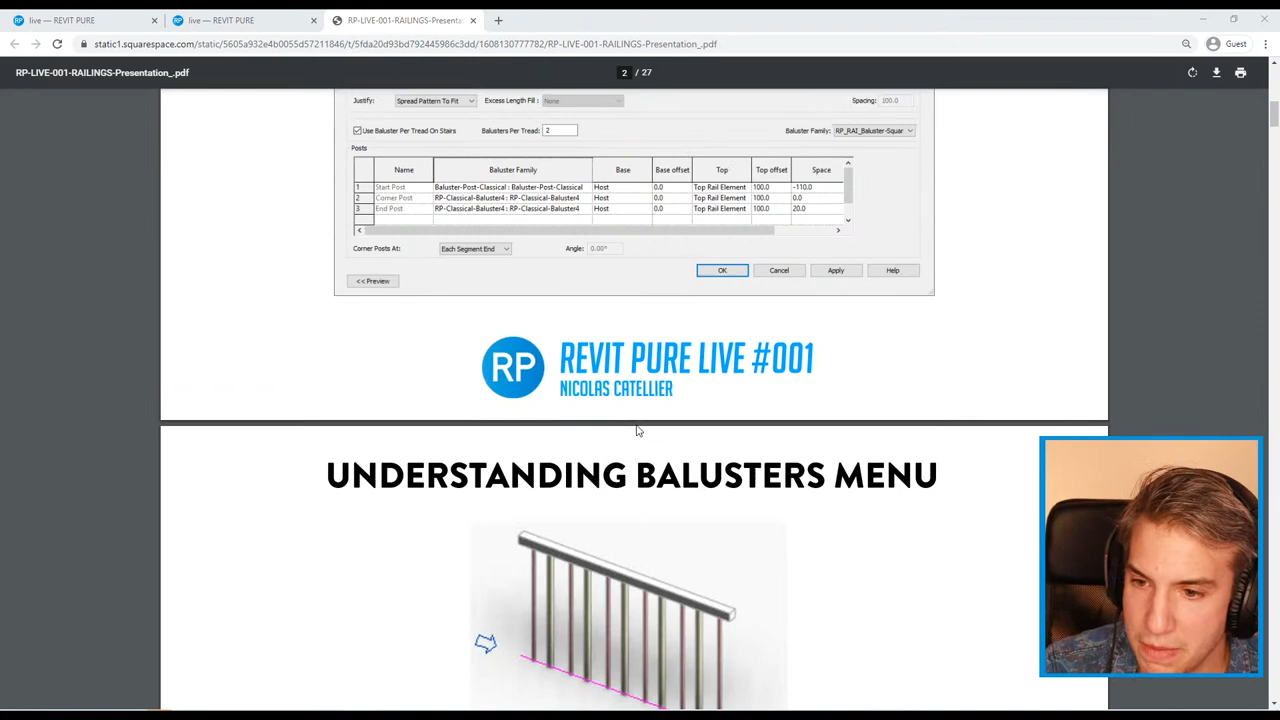 live — REVIT PURE
live — REVIT PURE
RP-LIVE-001-RAILINGS-Presentatio
static1.squarespace.com/static/5605a932e4b0055d57211846/t/5fda20d93bd792445986c3dd/1608130777782/RP-LIVE-001-RAILINGS-Presentation_.pdf
Guest
RP-LIVE-001-RAILINGS-Presentation_.pdf
2 / 27
Justify: Spread Pattern To Fit Excess Length Fill : None Spacing: 100.0
Use Baluster Per Tread On Stairs Balusters Per Tread: 2 Baluster Family: RP_RAI_Baluster-Squar
Posts
Name Baluster Family Base Base offset Top Top offset Space
1 Start Post Baluster-Post-Classical : Baluster-Post-Classical Host 0.0 Top Rail Element 100.0 -110.0
2 Corner Post RP-Classical-Baluster4 : RP-Classical-Baluster4 Host 0.0 Top Rail Element 100.0 0.0
3 End Post RP-Classical-Baluster4 : RP-Classical-Baluster4 Host 0.0 Top Rail Element 100.0 20.0
Corner Posts At: Each Segment End Angle: 0.00°
OK Cancel Apply Help
<< Preview
RP REVIT PURE LIVE #001
NICOLAS CATELLIER
UNDERSTANDING BALUSTERS MENU